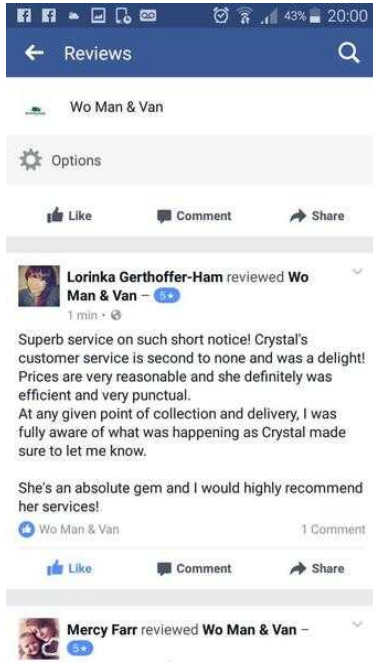 43% 20:00
Reviews
Wo Man & Van
Options
Like Comment Share
Lorinka Gerthoffer-Ham reviewed Wo
Man & Van – 5★
1 min ·
Superb service on such short notice! Crystal's
customer service is second to none and was a delight!
Prices are very reasonable and she definitely was
efficient and very punctual.
At any given point of collection and delivery, I was
fully aware of what was happening as Crystal made
sure to let me know.
She's an absolute gem and I would highly recommend
her services!
Wo Man & Van 1 Comment
Like Comment Share
Mercy Farr reviewed Wo Man & Van –
5★